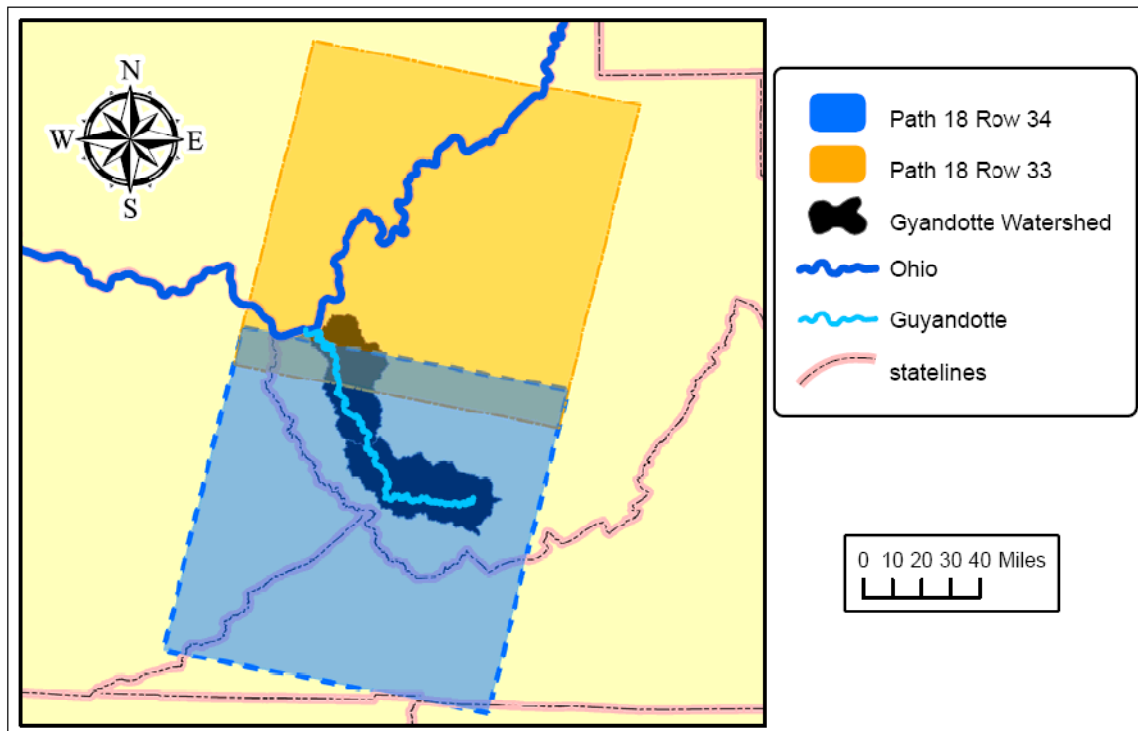 N
W E
S
Path 18 Row 34
Path 18 Row 33
Gyandotte Watershed
Ohio
Guyandotte
statelines
0 10 20 30 40 Miles